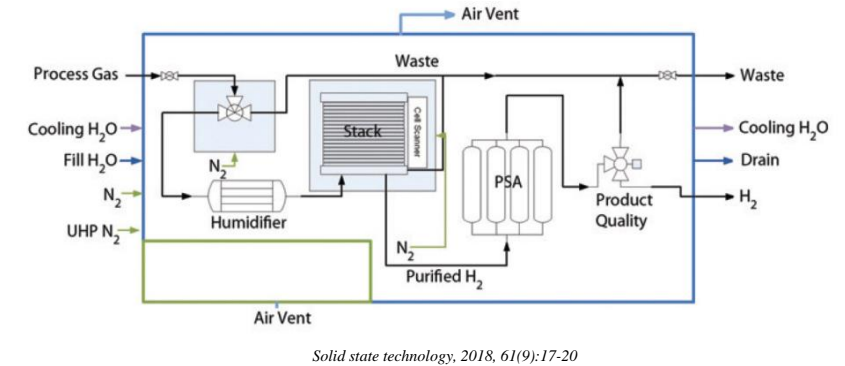 Air Vent
Process Gas
Waste
Waste
Cooling H2O
Stack
Cell Scanner
Cooling H2O
Fill H2O
N2
PSA
Drain
N2
Humidifier
Product
Quality
H2
UHP N2
N2
Purified H2
Air Vent
Solid state technology, 2018, 61(9):17-20